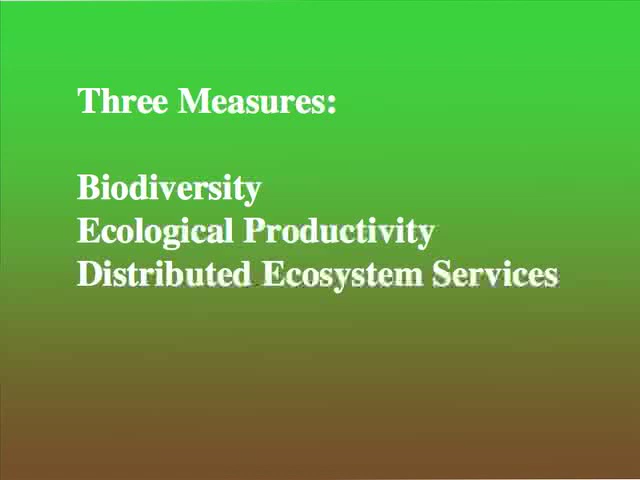 Three Measures:
Biodiversity
Ecological Productivity
Distributed Ecosystem Services